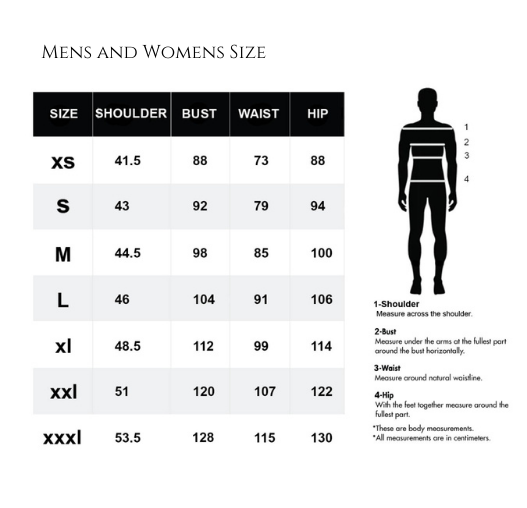 Mens and Womens Size
SIZE SHOULDER BUST WAIST HIP
xs 41.5 88 73 88
S 43 92 79 94
M 44.5 98 85 100
L 46 104 91 106
xl 48.5 112 99 114
xxl 51 120 107 122
xxxl 53.5 128 115 130
1
2
3
4
1-Shoulder
Measure across the shoulder.
2-Bust
Measure under the arms at the fullest part
around the bust horizontally.
3-Waist
Measure around natural waistline.
4-Hip
With the feet together measure around the
fullest part.
*These are body measurements.
*All measurements are in centimeters.